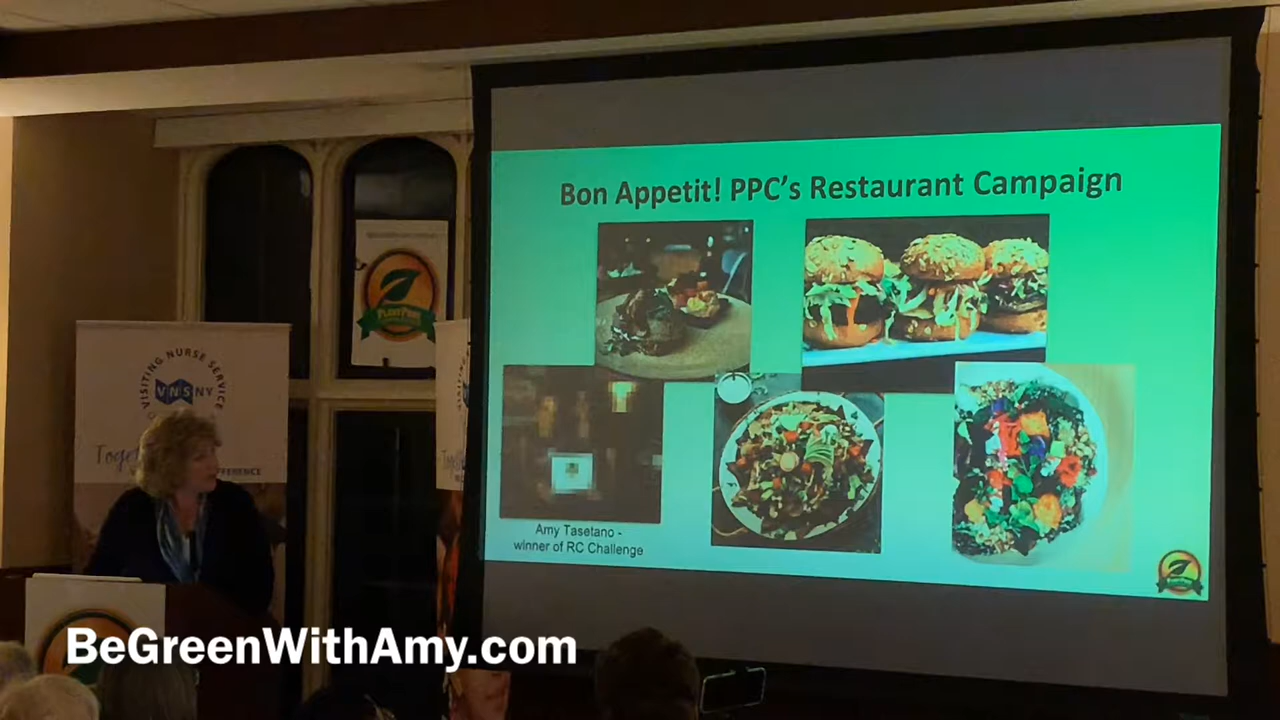 Bon Appetit! PPC's Restaurant Campaign
VISITING NURSE SERVICE
VNSNY
Amy Tasetano -
winner of RC Challenge
BeGreenWithAmy.com